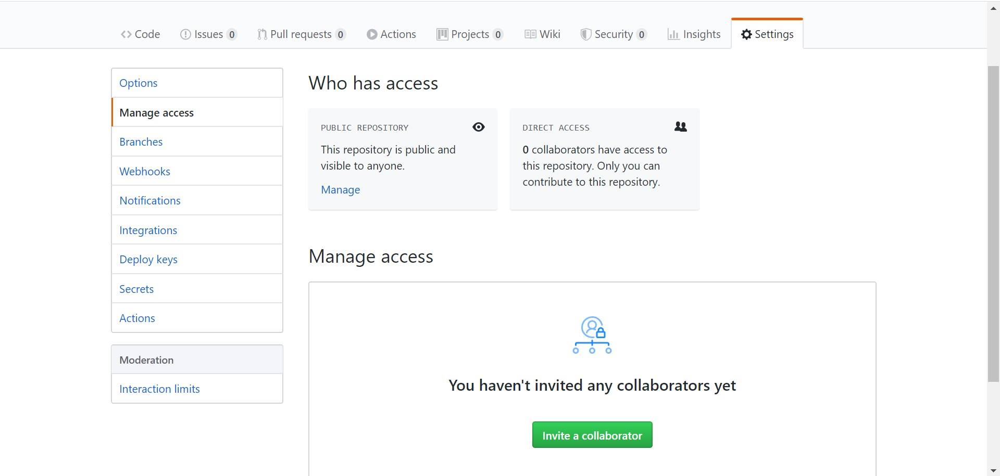 Code Issues 0 Pull requests 0 Actions Projects 0 Wiki Security 0 Insights Settings
Options
Manage access
Branches
Webhooks
Notifications
Integrations
Deploy keys
Secrets
Actions
Moderation
Interaction limits
Who has access
PUBLIC REPOSITORY
This repository is public and
visible to anyone.
Manage
DIRECT ACCESS
0 collaborators have access to
this repository. Only you can
contribute to this repository.
Manage access
You haven't invited any collaborators yet
Invite a collaborator